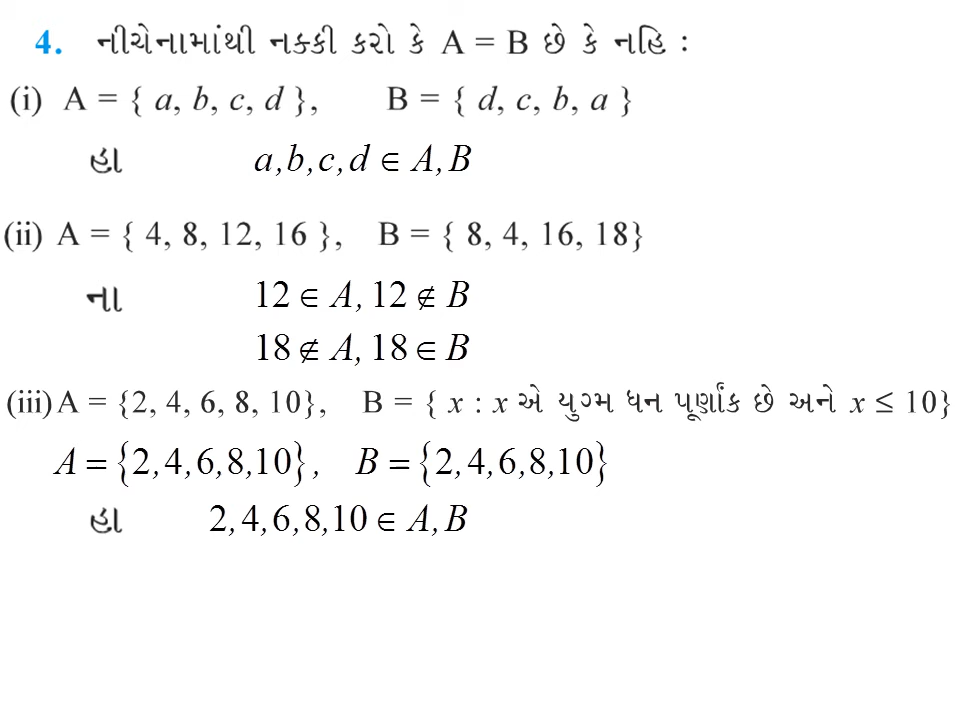 4. નીચેનામાંથી નક્કી કરો કે A = B છે કે નહિ :
(i) A = { a, b, c, d }, B = { d, c, b, a }
હા a,b,c,d ∈ A,B
(ii) A = { 4, 8, 12, 16 }, B = { 8, 4, 16, 18}
ના 12 ∈ A, 12 ∉ B
18 ∉ A, 18 ∈ B
(iii) A = {2, 4, 6, 8, 10}, B = { x : x એ યુગ્મ ધન પૂર્ણાંક છે અને x ≤ 10}
A = {2,4,6,8,10}, B = {2,4,6,8,10}
હા 2,4,6,8,10 ∈ A,B